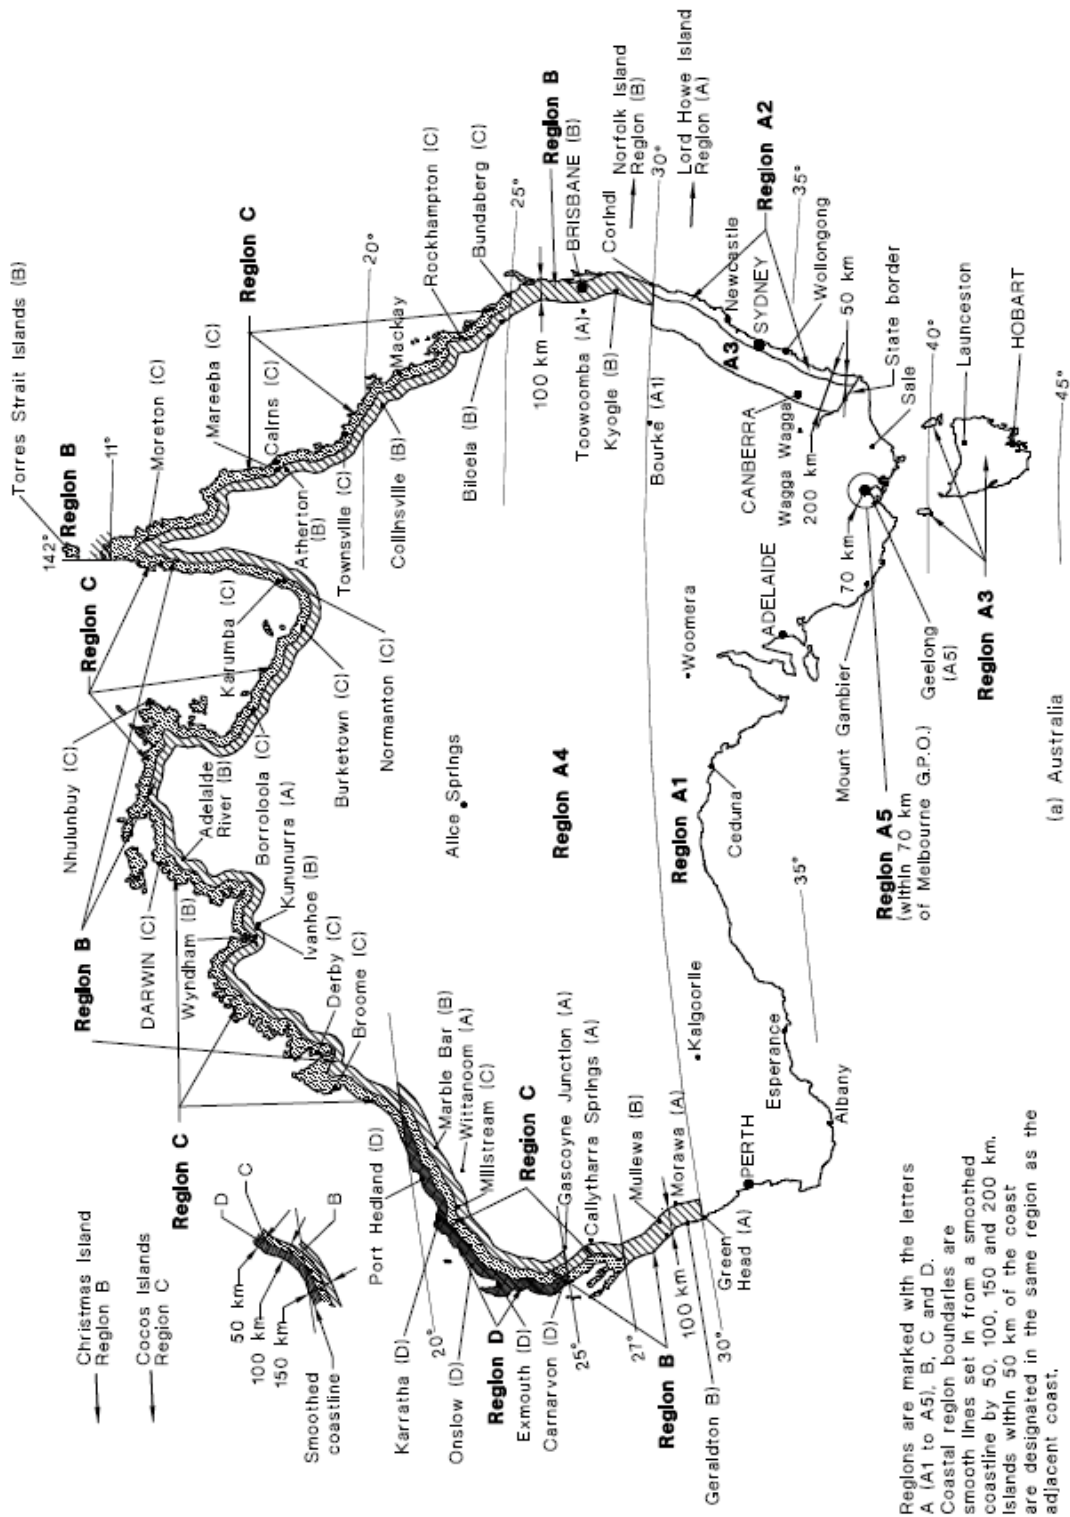 Torres Strait Islands (B)
Region B
142°
11°
Moreton (C)
Mareeba (C)
Cairns (C)
Region C
Atherton
(B)
Townsville (C)
20°
Mackay
Collinsville (B)
Rockhampton (C)
Bundaberg (C)
Biloela (B)
25°
100 km
Region B
BRISBANE (B)
Toowoomba (A)
Kyogle (B)
Corindi
Norfolk Island
Region (B)
30°
Lord Howe Island
Region (A)
Bourke (A1)
A3
Newcastle
SYDNEY
Region A2
35°
Wollongong
CANBERRA
Wagga Wagga
200 km
50 km
State border
Sale
40°
Launceston
HOBART
45°
Region C
Nhulunbuy (C)
Karumba (C)
Region B
DARWIN (C)
Adelaide
River (B)
Borroloola (C)
Burketown (C)
Normanton (C)
Wyndham (B)
Kununurra (A)
Ivanhoe (B)
Derby (C)
Broome (C)
Alice Springs
Region A4
Region A1
Woomera
ADELAIDE
Ceduna
Mount Gambier
70 km
Geelong
(A5)
Region A3
Region A5
(within 70 km
of Melbourne G.P.O.)
35°
Region C
Christmas Island
Region B
Cocos Islands
Region C
D
C
B
50 km
100 km
150 km
Smoothed
coastline
Port Hedland (D)
Marble Bar (B)
Wittanoom (A)
Millstream (C)
Region C
Gascoyne Junction (A)
Callytharra Springs (A)
Mullewa (B)
Morawa (A)
Kalgoorlie
PERTH
Esperance
Albany
Green
Head (A)
Karratha (D)
20°
Onslow (D)
Region D
Exmouth (D)
Carnarvon (D)
25°
27°
Region B
100 km
30°
Geraldton B)
Regions are marked with the letters
A (A1 to A5), B, C and D.
Coastal region boundaries are
smooth lines set in from a smoothed
coastline by 50, 100, 150 and 200 km.
Islands within 50 km of the coast
are designated in the same region as the
adjacent coast.
(a) Australia